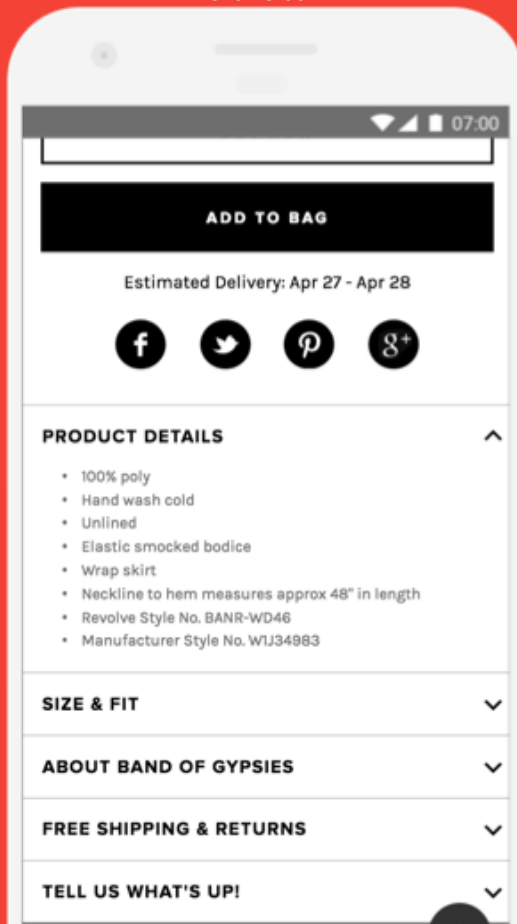 07:00
ADD TO BAG
Estimated Delivery: Apr 27 - Apr 28
f
g+
PRODUCT DETAILS
• 100% poly
• Hand wash cold
• Unlined
• Elastic smocked bodice
• Wrap skirt
• Neckline to hem measures approx 48" in length
• Revolve Style No. BANR-WD46
• Manufacturer Style No. W1J34983
SIZE & FIT
ABOUT BAND OF GYPSIES
FREE SHIPPING & RETURNS
TELL US WHAT'S UP!